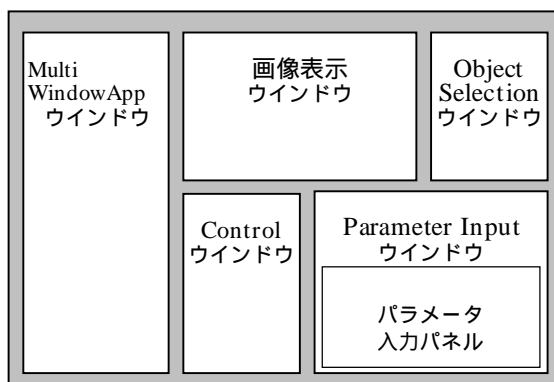 Multi
WindowApp
ウインドウ
画像表示
ウインドウ
Object
Selection
ウインドウ
Control
ウインドウ
Parameter Input
ウインドウ
パラメータ
入力パネル